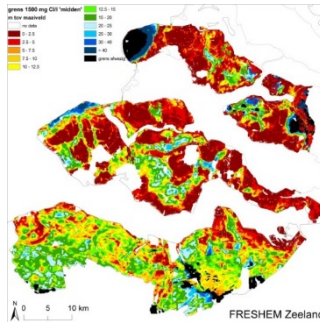 grens 1500 mg Cl/l 'midden'
m tov maaiveld
no data
0 - 2.5
2.5 - 5
5 - 7.5
7.5 - 10
10 - 12.5
12.5 - 15
15 - 20
20 - 25
25 - 30
30 - 40
> 40
grens afwezig
N
0 5 10 km
FRESHEM Zeeland